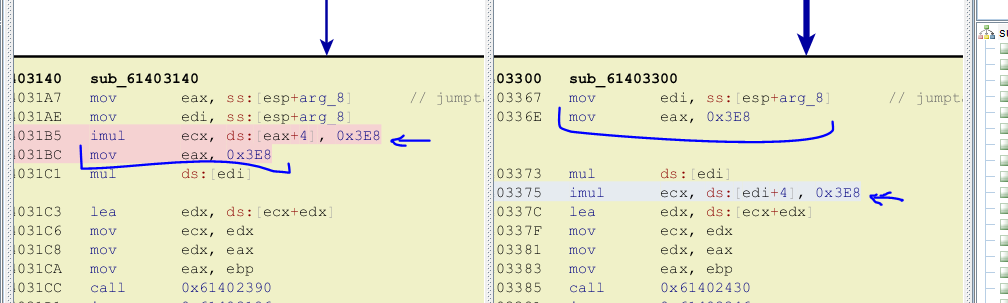 403140 sub_61403140
4031A7 mov eax, ss:[esp+arg_8] // jumpt
4031AE mov edi, ss:[esp+arg_8]
4031B5 imul ecx, ds:[eax+4], 0x3E8
4031BC mov eax, 0x3E8
4031C1 mul ds:[edi]
4031C3 lea edx, ds:[ecx+edx]
4031C6 mov ecx, edx
4031C8 mov edx, eax
4031CA mov eax, ebp
4031CC call 0x61402390
03300 sub_61403300
03367 mov edi, ss:[esp+arg_8] // jumpt
0336E mov eax, 0x3E8
03373 mul ds:[edi]
03375 imul ecx, ds:[edi+4], 0x3E8
0337C lea edx, ds:[ecx+edx]
0337F mov ecx, edx
03381 mov edx, eax
03383 mov eax, ebp
03385 call 0x61402430